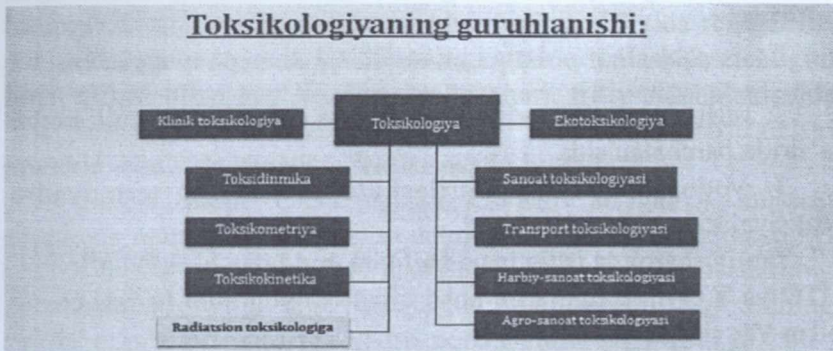 Toksikologiyaning guruhlanishi:
Klinik toksikologiya
Toksikologiya
Ekotoksikologiya
Toksidinmika
Sanoat toksikologiyasi
Toksikometriya
Transport toksikologiyasi
Toksikokinetika
Harbiy-sanoat toksikologiyasi
Radiatsion toksikologiga
Agro-sanoat toksikologiyasi